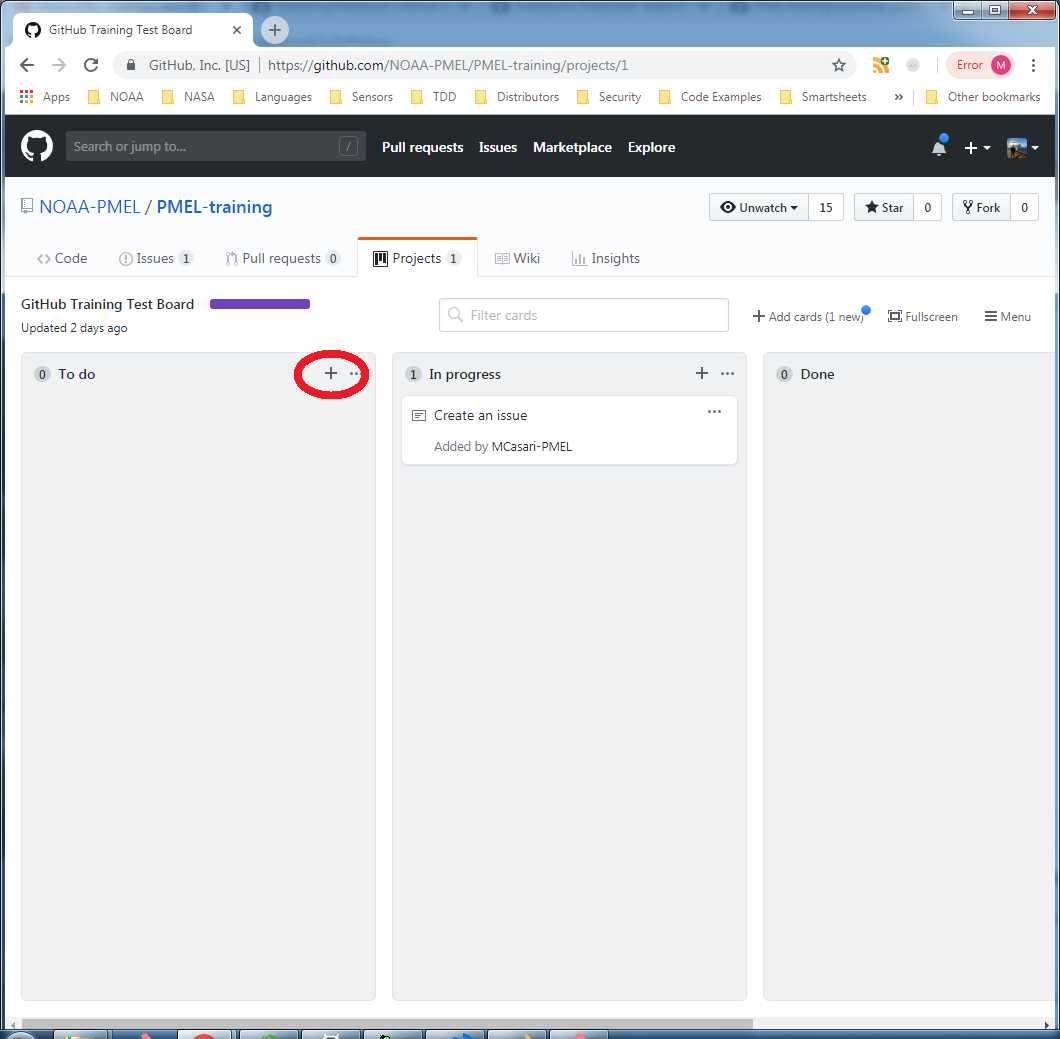 GitHub Training Test Board
GitHub, Inc. [US] | https://github.com/NOAA-PMEL/PMEL-training/projects/1 Error M
Apps NOAA NASA Languages Sensors TDD Distributors Security Code Examples Smartsheets » Other bookmarks
Search or jump to... / Pull requests Issues Marketplace Explore
NOAA-PMEL / PMEL-training Unwatch 15 Star 0 Fork 0
<> Code Issues 1 Pull requests 0 Projects 1 Wiki Insights
GitHub Training Test Board
Updated 2 days ago
Filter cards
+ Add cards (1 new) Fullscreen Menu
0 To do + ...
1 In progress + ...
Create an issue ...
Added by MCasari-PMEL
0 Done